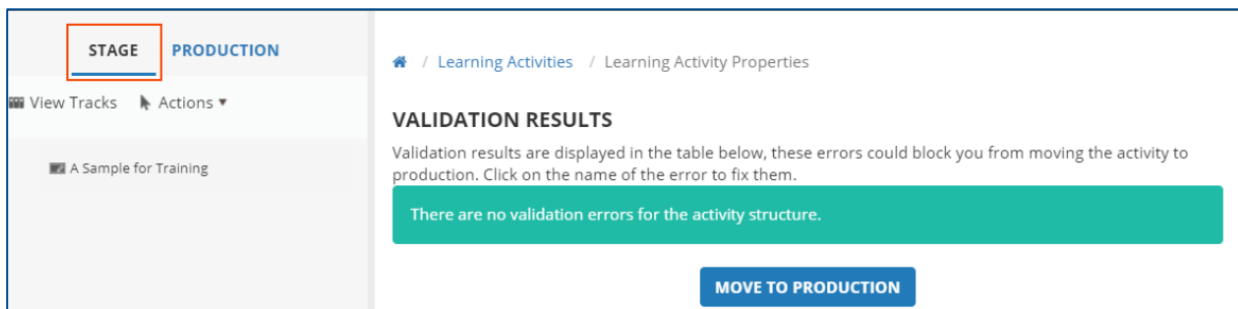 STAGE PRODUCTION
View Tracks Actions
A Sample for Training
/ Learning Activities / Learning Activity Properties
VALIDATION RESULTS
Validation results are displayed in the table below, these errors could block you from moving the activity to
production. Click on the name of the error to fix them.
There are no validation errors for the activity structure.
MOVE TO PRODUCTION